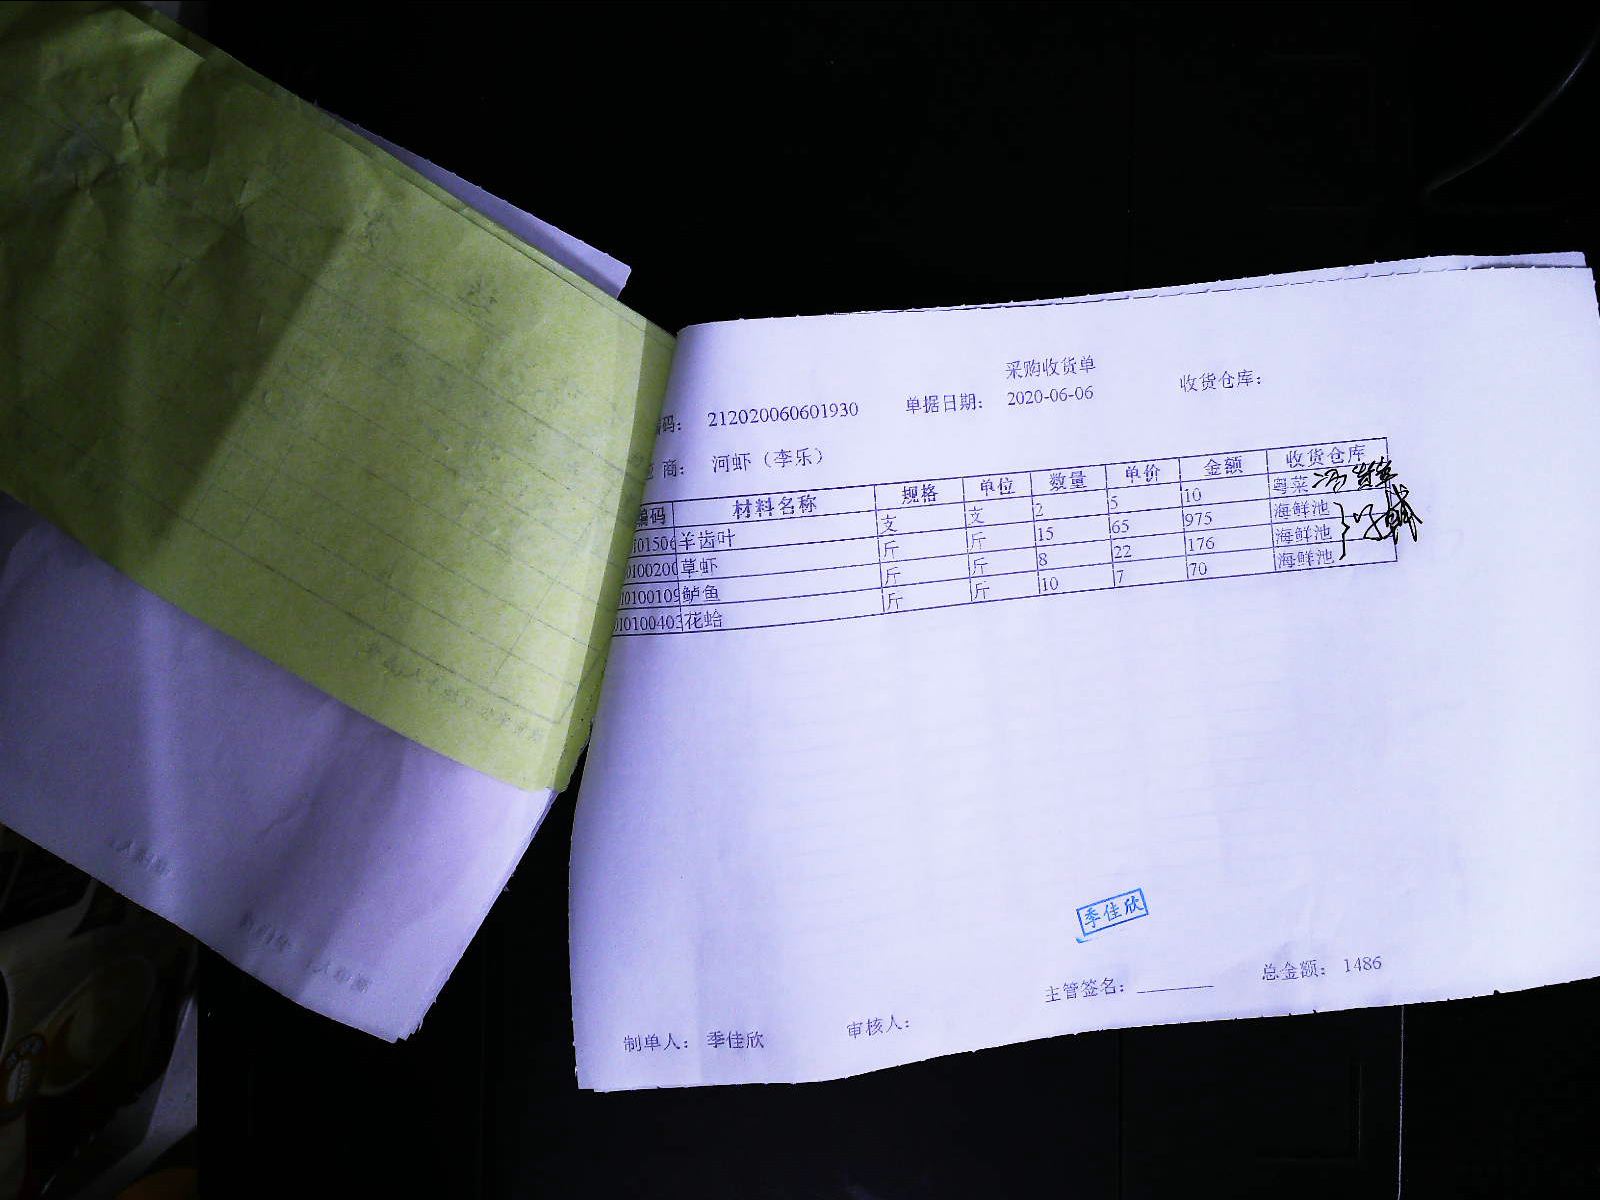 采购收货单
码： 212020060601930 单据日期： 2020-06-06 收货仓库：
商： 河虾（李乐）
编码 材料名称 规格 单位 数量 单价 金额 收货仓库
01506 羊齿叶 支 支 2 5 10 粤菜
0100200 草虾 斤 斤 15 65 975 海鲜池
0100109 鲈鱼 斤 斤 8 22 176 海鲜池
10100403 花蛤 斤 斤 10 7 70 海鲜池
季佳欣
主管签名： 总金额： 1486
制单人： 季佳欣 审核人：